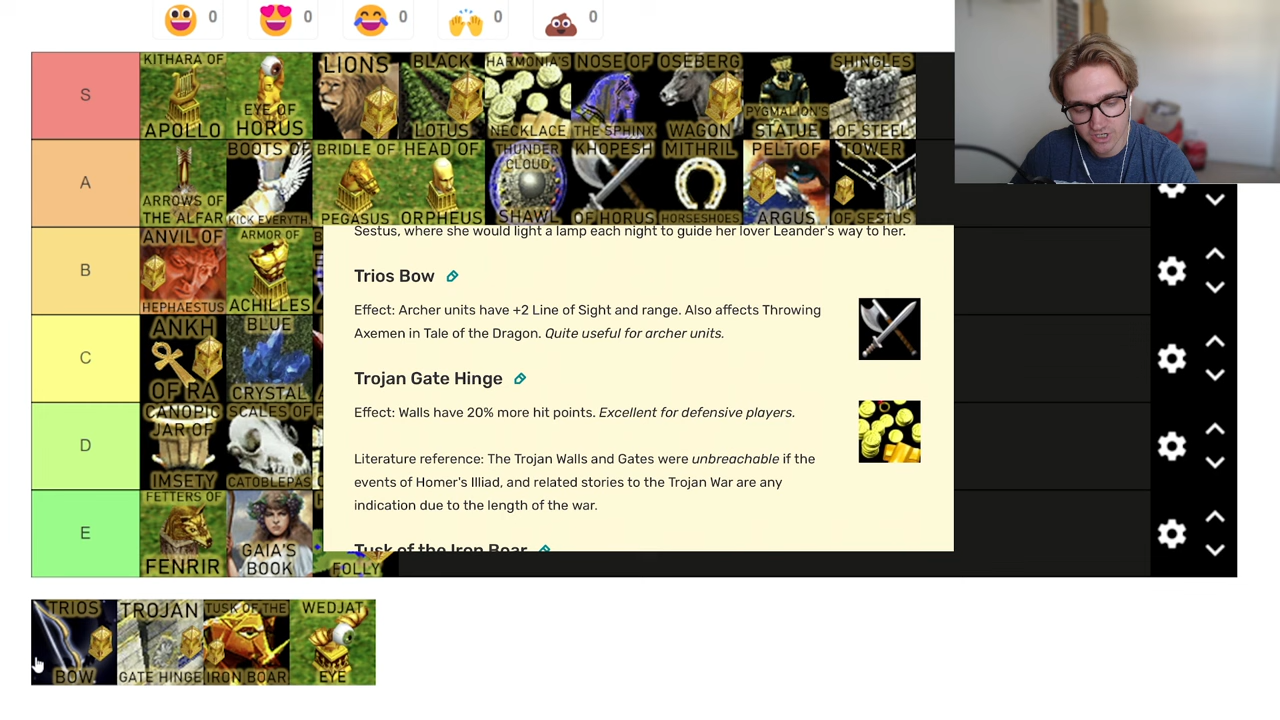 0 0 0 0 0
S
KITHARA OF APOLLO
EYE OF HORUS
LIONS
BLACK LOTUS
HARMONIA'S NECKLACE
NOSE OF THE SPHINX
OSEBERG WAGON
PYGMALION'S STATUE
SHINGLES OF STEEL
A
ARROWS OF THE ALFAR
BOOTS OF KICK EVERYTH
BRIDLE OF PEGASUS
HEAD OF ORPHEUS
THUNDER CLOUD SHAWL
KHOPESH OF HORUS
MITHRIL HORSESHOES
PELT OF ARGUS
TOWER OF SESTUS
B
ANVIL OF HEPHAESTUS
ARMOR OF ACHILLES
C
ANKH OF RA
BLUE CRYSTAL
D
CANOPIC JAR OF IMSETY
SCALES OF CATOBLEPAS
E
FETTERS OF FENRIR
GAIA'S BOOK
FOLLY
Sestus, where she would light a lamp each night to guide her lover Leander's way to her.
Trios Bow
Effect: Archer units have +2 Line of Sight and range. Also affects Throwing
Axemen in Tale of the Dragon. Quite useful for archer units.
Trojan Gate Hinge
Effect: Walls have 20% more hit points. Excellent for defensive players.
Literature reference: The Trojan Walls and Gates were unbreachable if the
events of Homer's Illiad, and related stories to the Trojan War are any
indication due to the length of the war.
Tusk of the Iron Boar
TRIOS BOW
TROJAN GATE HINGE
TUSK OF THE IRON BOAR
WEDJAT EYE